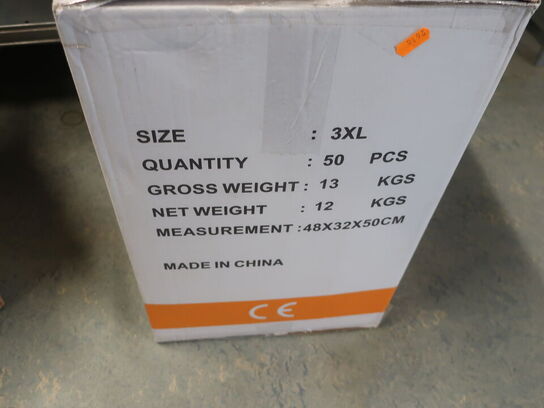 SIZE : 3XL
QUANTITY : 50 PCS
GROSS WEIGHT : 13 KGS
NET WEIGHT : 12 KGS
MEASUREMENT :48X32X50CM
MADE IN CHINA
CE